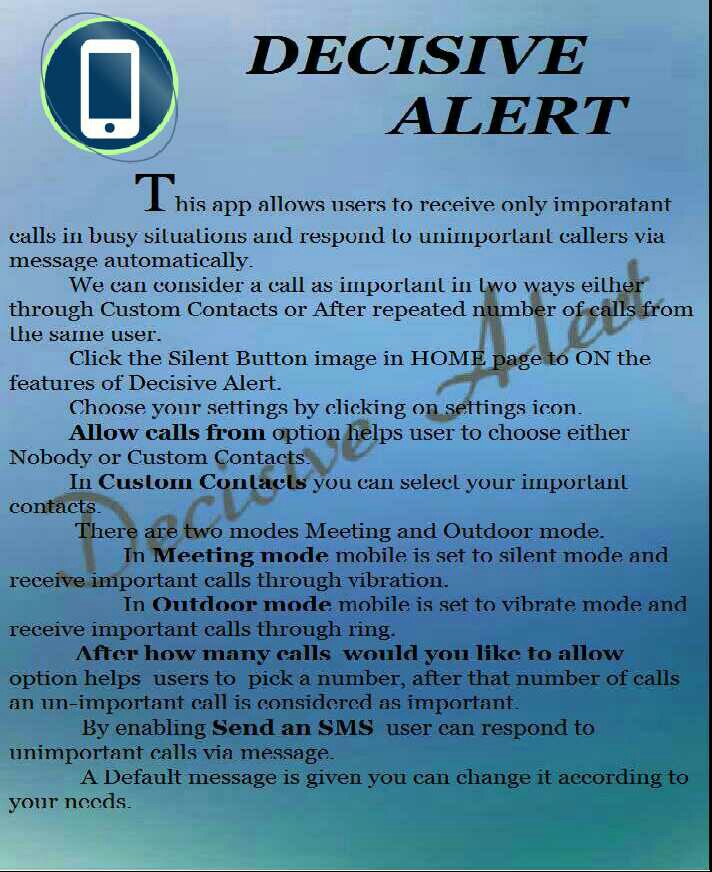 DECISIVE
ALERT
This app allows users to receive only imporatant
calls in busy situations and respond to unimportant callers via
message automatically.
We can consider a call as important in two ways either
through Custom Contacts or After repeated number of calls from
the same user.
Click the Silent Button image in HOME page to ON the
features of Decisive Alert.
Choose your settings by clicking on settings icon.
Allow calls from option helps user to choose either
Nobody or Custom Contacts.
In Custom Contacts you can select your important
contacts.
There are two modes Meeting and Outdoor mode.
In Meeting mode mobile is set to silent mode and
receive important calls through vibration.
In Outdoor mode mobile is set to vibrate mode and
receive important calls through ring.
After how many calls would you like to allow
option helps users to pick a number, after that number of calls
an un-important call is considered as important.
By enabling Send an SMS user can respond to
unimportant calls via message.
A Default message is given you can change it according to
your needs.
Decisive Alert